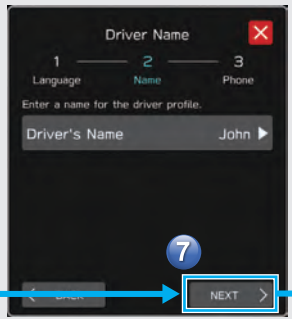 Driver Name
1 2 3
Language Name Phone
Enter a name for the driver profile.
Driver's Name John
7
BACK NEXT